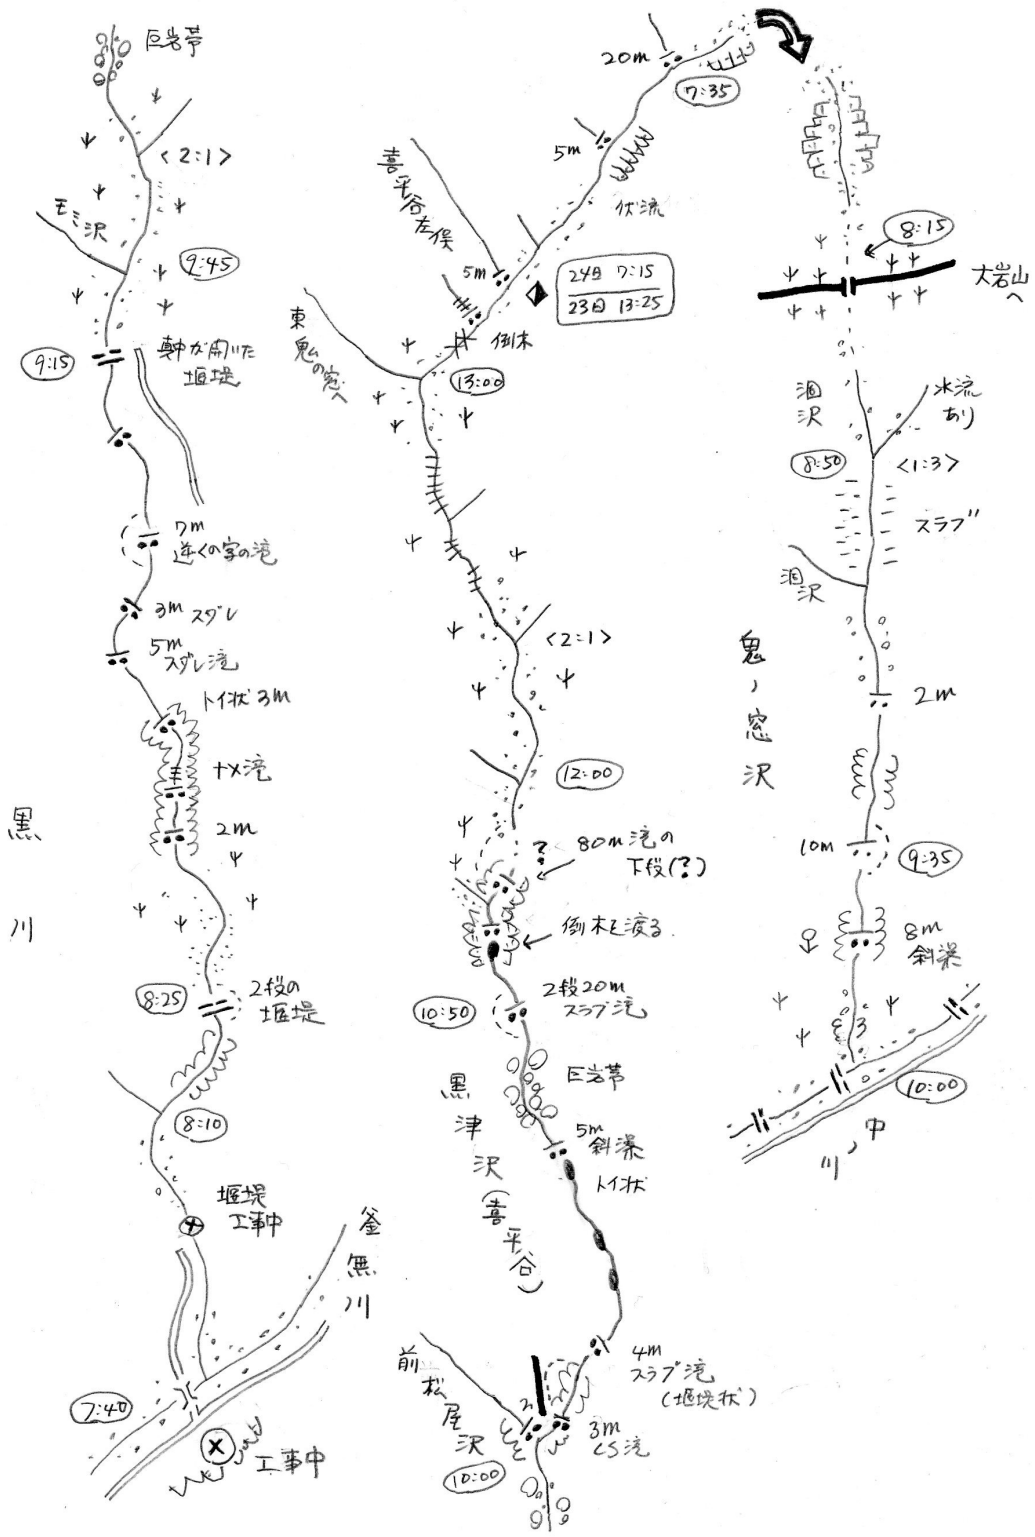 巨岩帯
<2:1>
モミ沢
9:45
9:15
真中が開いた
堰堤
7m
逆くの字の滝
3m スダレ
5m
スダレ滝
トイ状 3m
ナメ滝
2m
黒川
8:25
2段の
堰堤
8:10
堰堤
工事中
釜無川
7:40
工事中
20m
7:35
5m
伏流
喜平谷左俣
5m
24日 7:15
23日 13:25
倒木
東鬼の窓へ
13:00
<2:1>
12:00
?
80m滝の
下段(?)
倒木を渡る
10:50
2段20m
スラブ滝
巨岩帯
黒津沢(喜平谷)
5m
斜瀑
トイ状
前松屋沢
4m
スラブ滝
(堰堤状)
3m
CS滝
10:00
8:15
大岩山
へ
涸
沢
水流
あり
8:50
<1:3>
スラブ
涸
沢
鬼ノ窓沢
2m
10m
9:35
8m
斜瀑
10:00
中ノ川